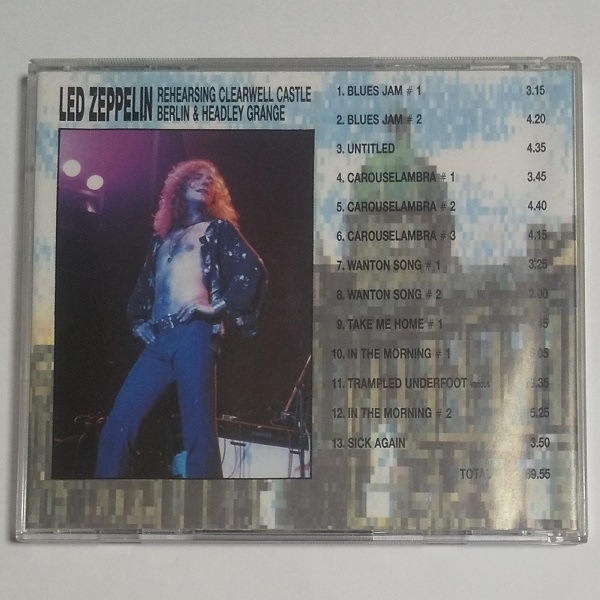 LED ZEPPELIN REHEARSING CLEARWELL CASTLE
BERLIN & HEADLEY GRANGE
1. BLUES JAM # 1 3.15
2. BLUES JAM # 2 4.20
3. UNTITLED 4.35
4. CAROUSELAMBRA # 1 3.45
5. CAROUSELAMBRA # 2 4.40
6. CAROUSELAMBRA # 3 4.15
7. WANTON SONG # 1 3.25
8. WANTON SONG # 2 2.00
9. TAKE ME HOME # 1
10. IN THE MORNING # 1
11. TRAMPLED UNDERFOOT
12. IN THE MORNING # 2 5.25
13. SICK AGAIN 3.50